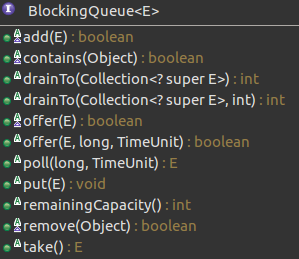 BlockingQueue<E>
add(E) : boolean
contains(Object) : boolean
drainTo(Collection<? super E>) : int
drainTo(Collection<? super E>, int) : int
offer(E) : boolean
offer(E, long, TimeUnit) : boolean
poll(long, TimeUnit) : E
put(E) : void
remainingCapacity() : int
remove(Object) : boolean
take() : E